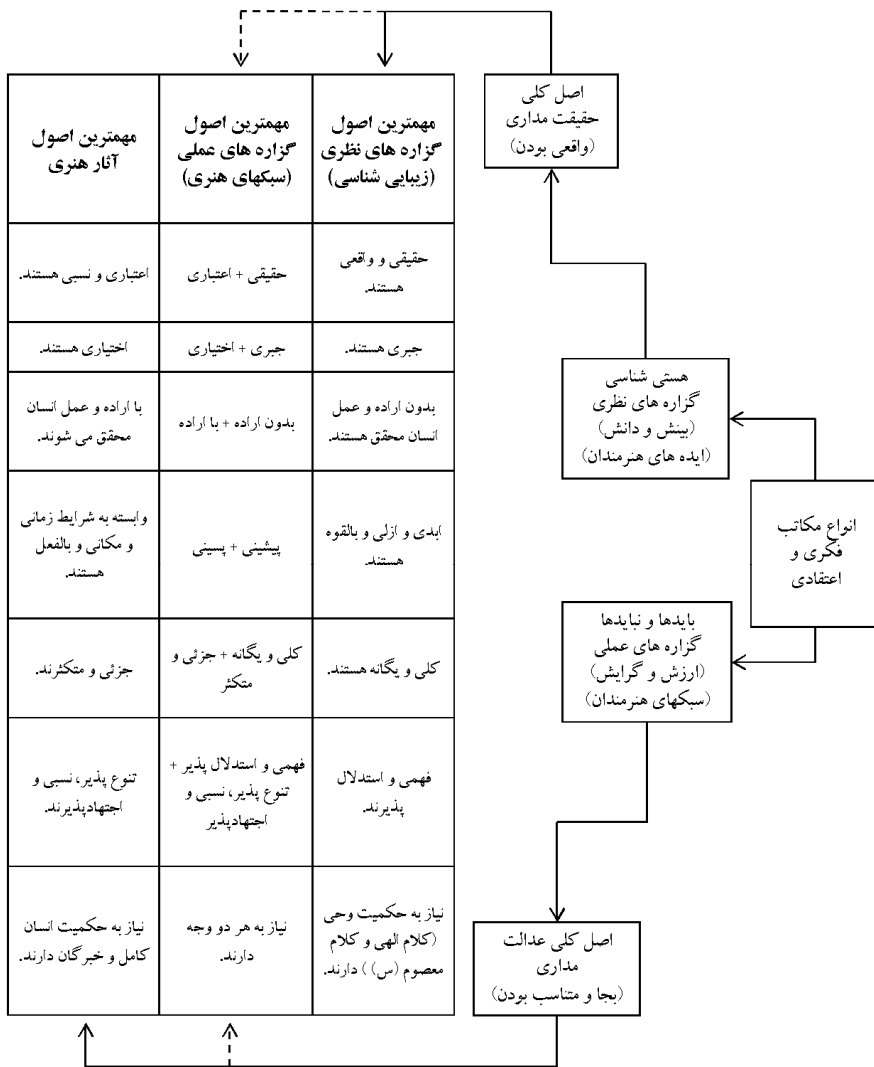 اصل کلی
حقیقت مداری
(واقعی بودن)
هستی شناسی
گزاره های نظری
(بینش و دانش)
(ایده های هنرمندان)
انواع مکاتب
فکری و
اعتقادی
بایدها و نبایدها
گزاره های عملی
(ارزش و گرایش)
(سبکهای هنرمندان)
اصل کلی عدالت
مداری
(بجا و متناسب بودن)
مهمترین اصول
گزاره های نظری
(زیبایی شناسی)
مهمترین اصول
گزاره های عملی
(سبکهای هنری)
مهمترین اصول
آثار هنری
حقیقی و واقعی
هستند.
حقیقی + اعتباری
اعتباری و نسبی هستند.
جبری هستند.
جبری + اختیاری
اختیاری هستند.
بدون اراده و عمل
انسان محقق هستند.
بدون اراده + با اراده
با اراده و عمل انسان
محقق می شوند.
ابدی و ازلی و بالقوه
هستند.
پیشینی + پسینی
وابسته به شرایط زمانی
و مکانی و بالفعل
هستند.
کلی و یگانه هستند.
کلی و یگانه + جزئی و
متکثر
جزئی و متکثرند.
فهمی و استدلال
پذیرند.
فهمی و استدلال پذیر +
تنوع پذیر، نسبی و
اجتهادپذیر
تنوع پذیر، نسبی و
اجتهادپذیرند.
نیاز به حکمیت وحی
(کلام الهی و کلام
معصوم (س) ) دارند.
نیاز به هر دو وجه
دارند.
نیاز به حکمیت انسان
کامل و خبرگان دارند.